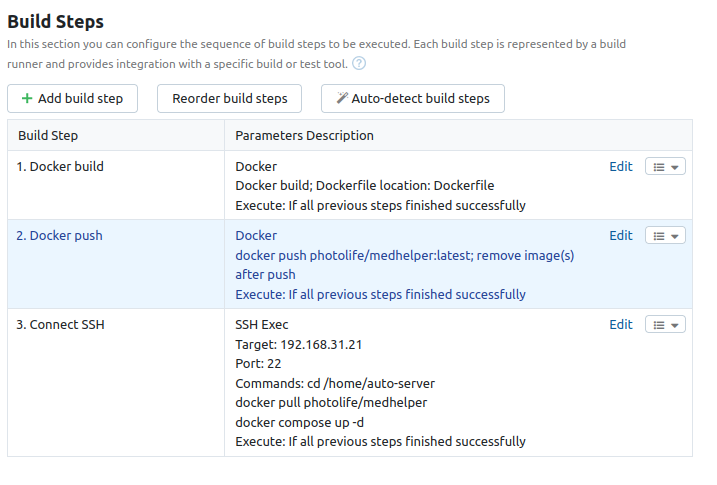 Build Steps
In this section you can configure the sequence of build steps to be executed. Each build step is represented by a build
runner and provides integration with a specific build or test tool. ?
+ Add build step
Reorder build steps
Auto-detect build steps
Build Step
Parameters Description
1. Docker build
Docker
Edit
Docker build; Dockerfile location: Dockerfile
Execute: If all previous steps finished successfully
2. Docker push
Docker
Edit
docker push photolife/medhelper:latest; remove image(s)
after push
Execute: If all previous steps finished successfully
3. Connect SSH
SSH Exec
Edit
Target: 192.168.31.21
Port: 22
Commands: cd /home/auto-server
docker pull photolife/medhelper
docker compose up -d
Execute: If all previous steps finished successfully